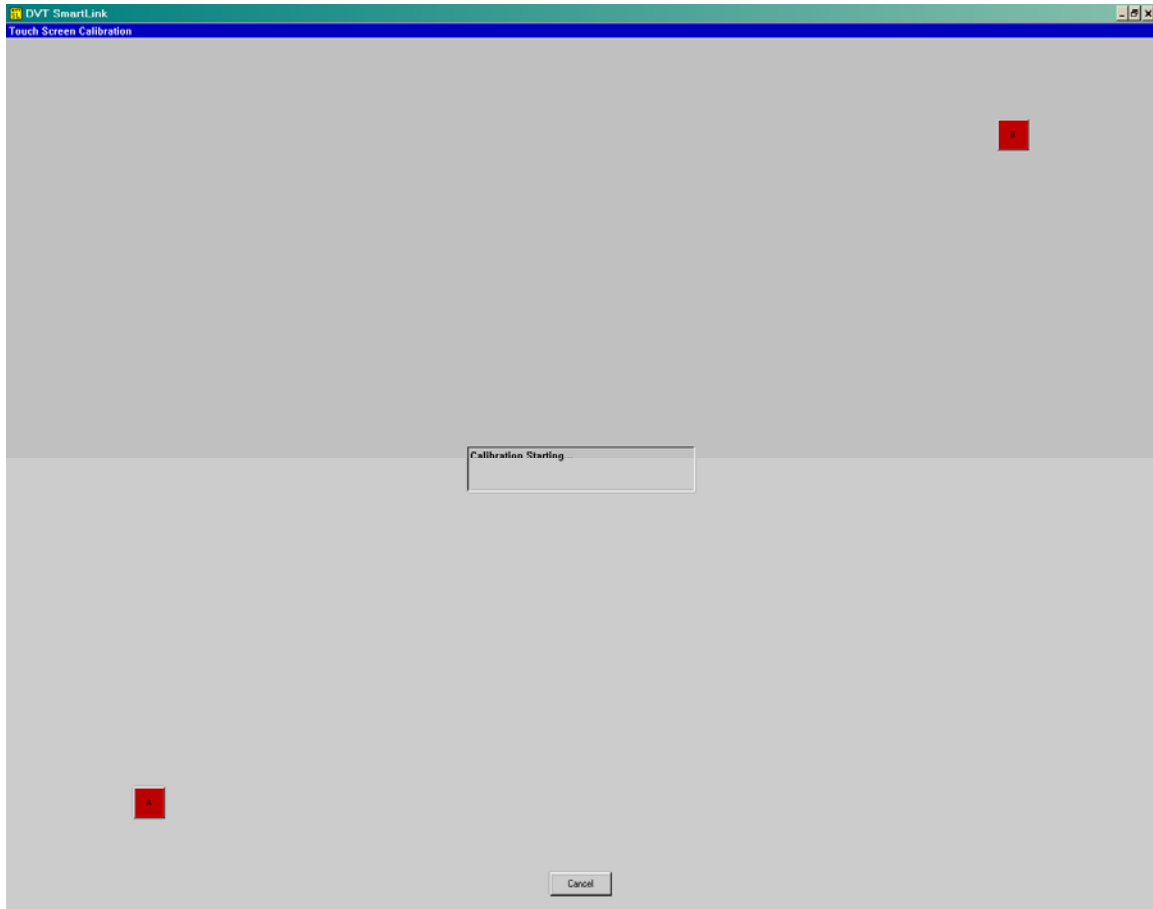 DVT SmartLink
Touch Screen Calibration
B
Calibration Starting...
A
Cancel